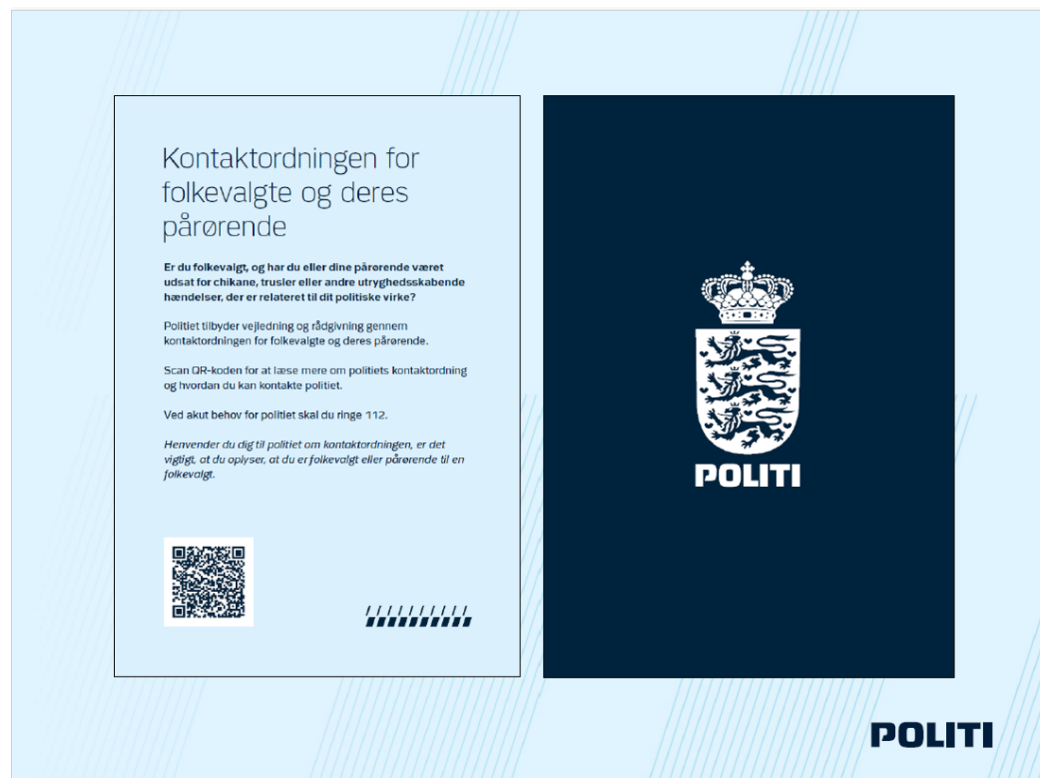 Kontaktordningen for
folkevalgte og deres
pårørende
Er du folkevalgt, og har du eller dine pårørende været
udsat for chikane, trusler eller andre utryghedsskabende
hændelser, der er relateret til dit politiske virke?
Politiet tilbyder vejledning og rådgivning gennem
kontaktordningen for folkevalgte og deres pårørende.
Scan QR-koden for at læse mere om politiets kontaktordning
og hvordan du kan kontakte politiet.
Ved akut behov for politiet skal du ringe 112.
Henvender du dig til politiet om kontaktordningen, er det
vigtigt, at du oplyser, at du er folkevalgt eller pårørende til en
folkevalgt.
POLITI
POLITI